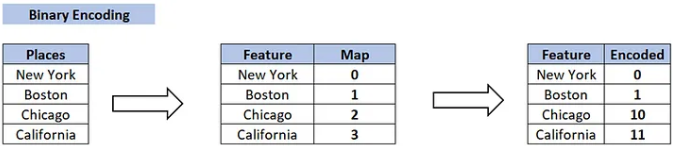 Binary Encoding
Places Feature Map Feature Encoded
New York New York 0 New York 0
Boston Boston 1 Boston 1
Chicago Chicago 2 Chicago 10
California California 3 California 11